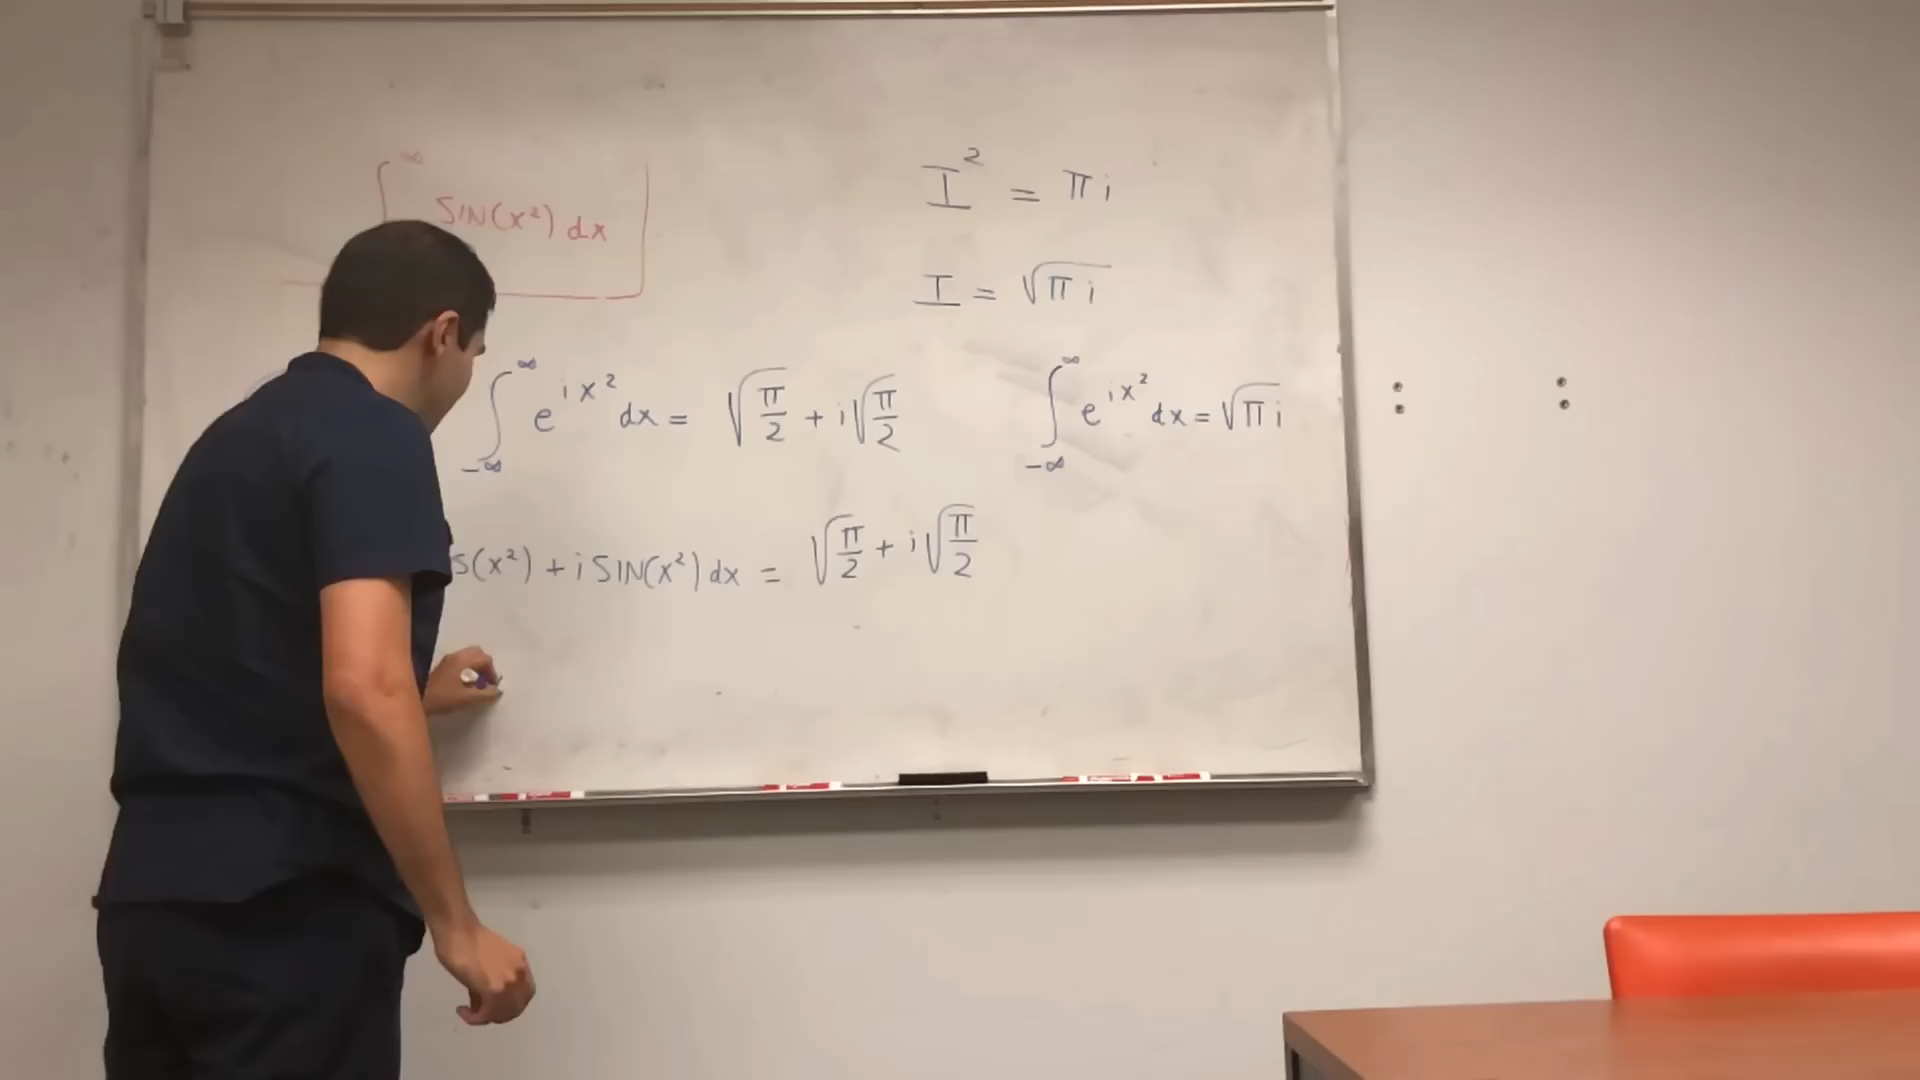 ∫^∞ SIN(x²) dx
I² = πi
I = √πi
∫_{-∞}^{∞} e^{ix²} dx = √π/2 + i√π/2
∫_{-∞}^{∞} e^{ix²} dx = √πi
S(x²) + i SIN(x²) dx = √π/2 + i√π/2